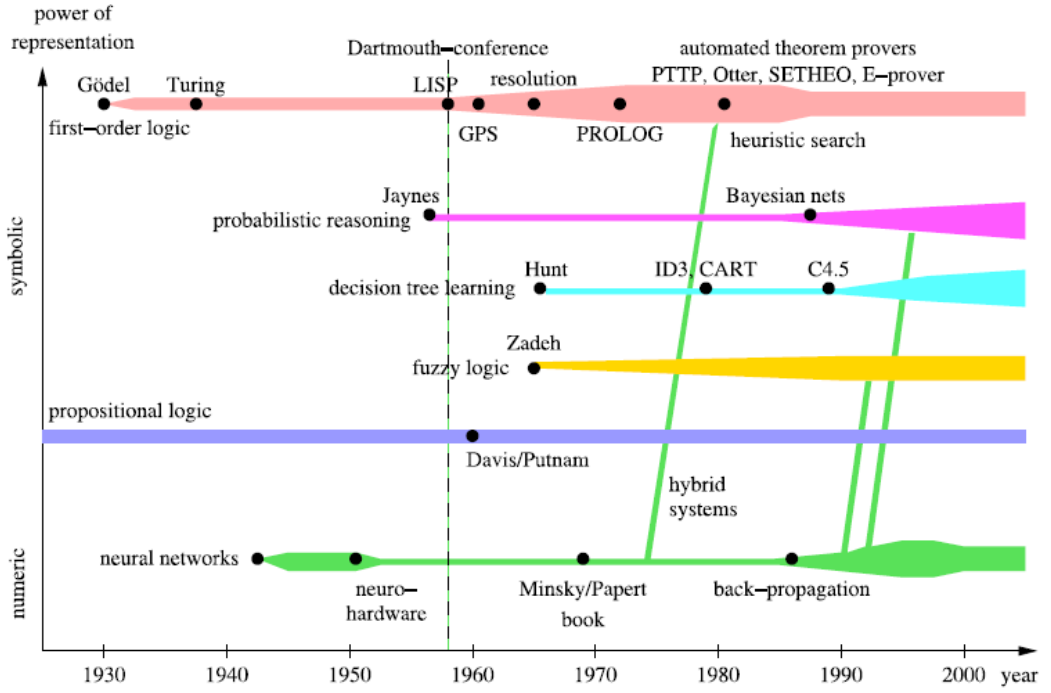 power of
representation
Dartmouth−conference
automated theorem provers
PTTP, Otter, SETHEO, E−prover
Gödel
Turing
LISP
resolution
first−order logic
GPS
PROLOG
heuristic search
Jaynes
Bayesian nets
probabilistic reasoning
symbolic
Hunt
ID3, CART
C4.5
decision tree learning
Zadeh
fuzzy logic
propositional logic
Davis/Putnam
hybrid
systems
numeric
neural networks
neuro−
hardware
Minsky/Papert
book
back−propagation
1930
1940
1950
1960
1970
1980
1990
2000
year